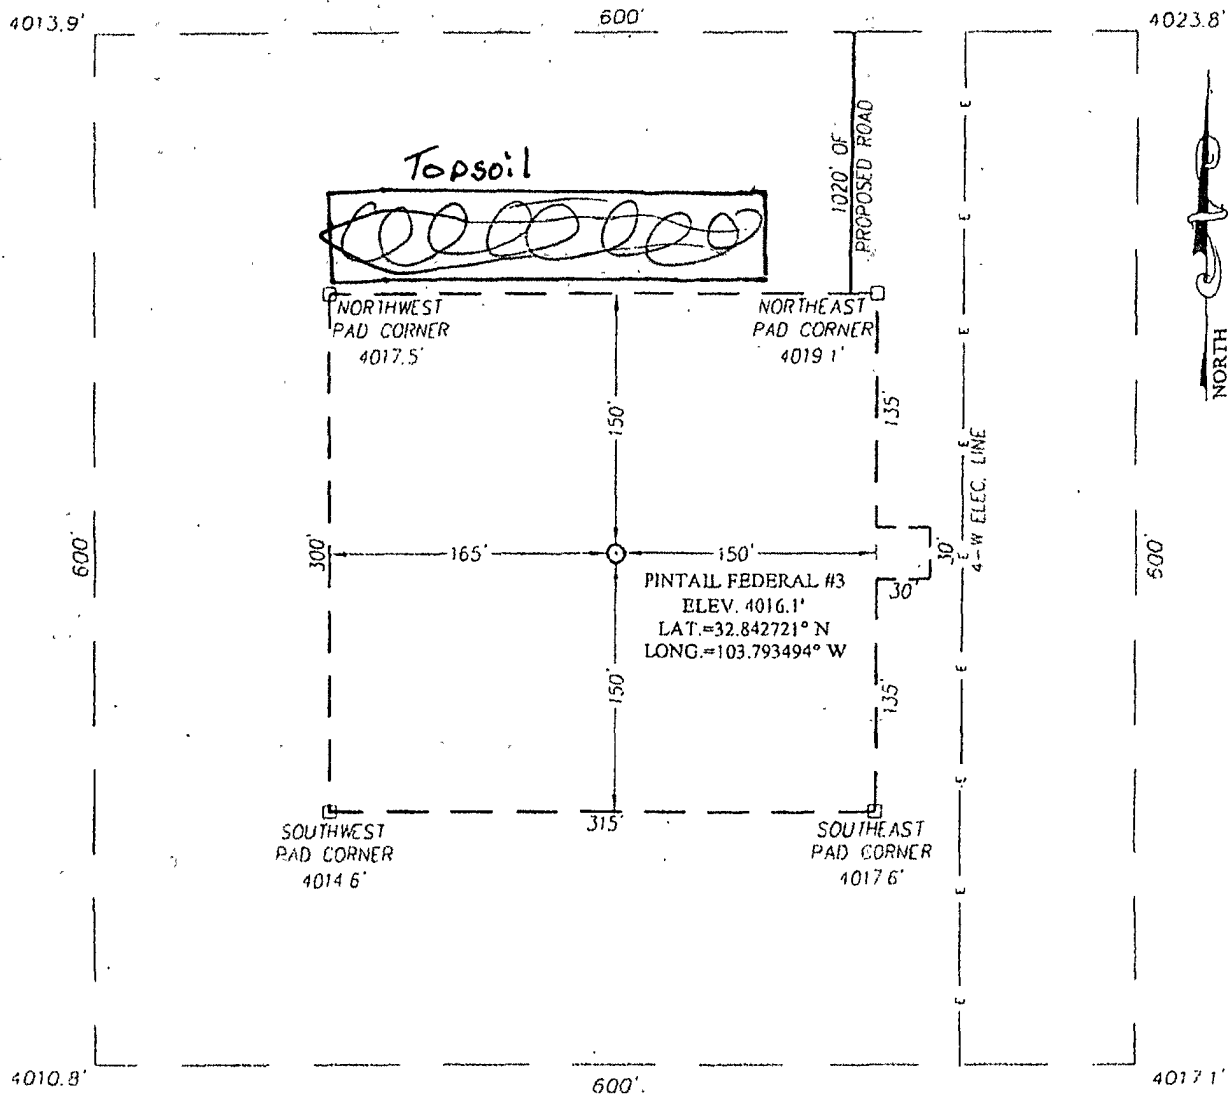 4013.9'
600'
4023.8'
Topsoil
1020' OF
PROPOSED ROAD
NORTH
NORTHWEST
PAD CORNER
4017.5'
NORTHEAST
PAD CORNER
4019 1'
150'
135'
E
E
E
E
E
E
E
E
E
4-W ELEC. LINE
600'
300'
165'
150'
30'
30'
600'
PINTAIL FEDERAL #3
ELEV. 4016.1'
LAT.=32.842721° N
LONG.=103.793494° W
150'
135'
315'
SOUTHWEST
PAD CORNER
4014 6'
SOUTHEAST
PAD CORNER
4017 6'
4010.8'
600'.
4017 1'